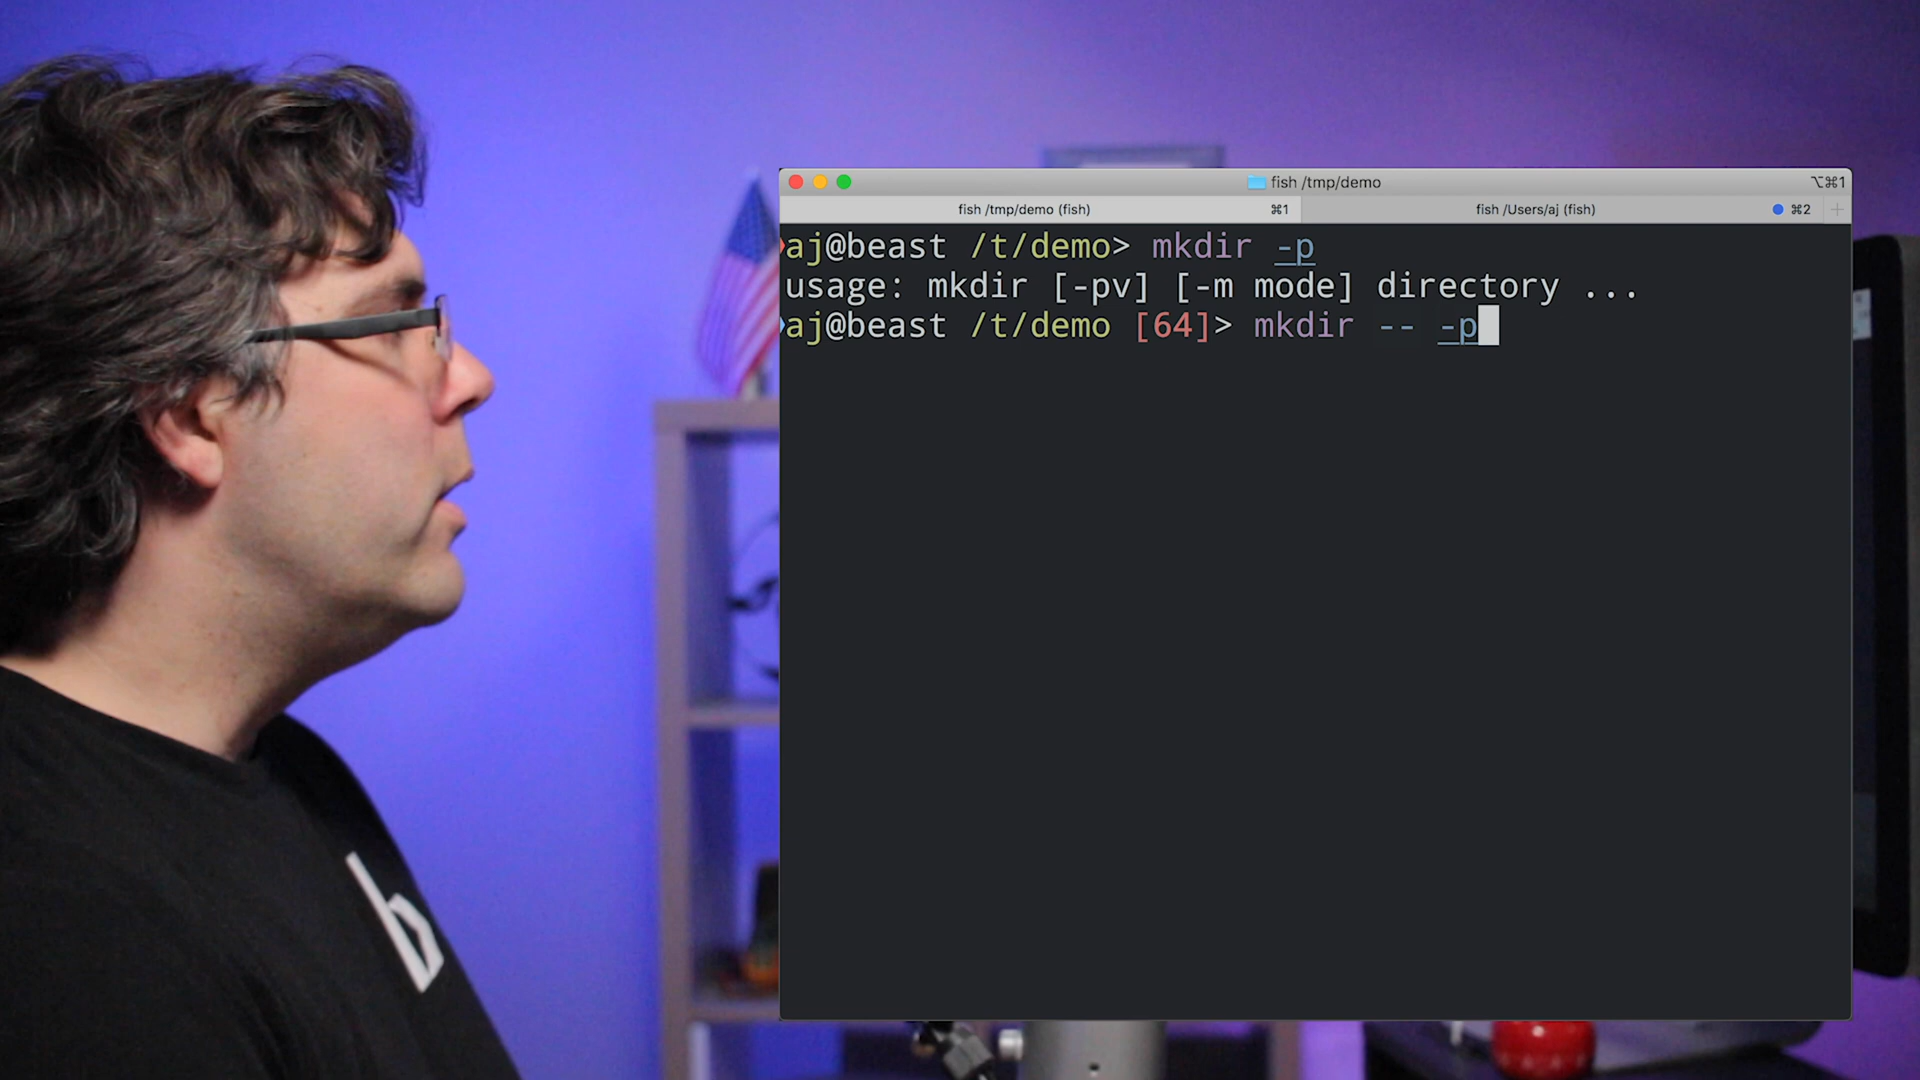 fish /tmp/demo
⌥⌘1
fish /tmp/demo (fish)
⌘1
fish /Users/aj (fish)
⌘2
+
aj@beast /t/demo> mkdir -p
usage: mkdir [-pv] [-m mode] directory ...
aj@beast /t/demo [64]> mkdir -- -p
b